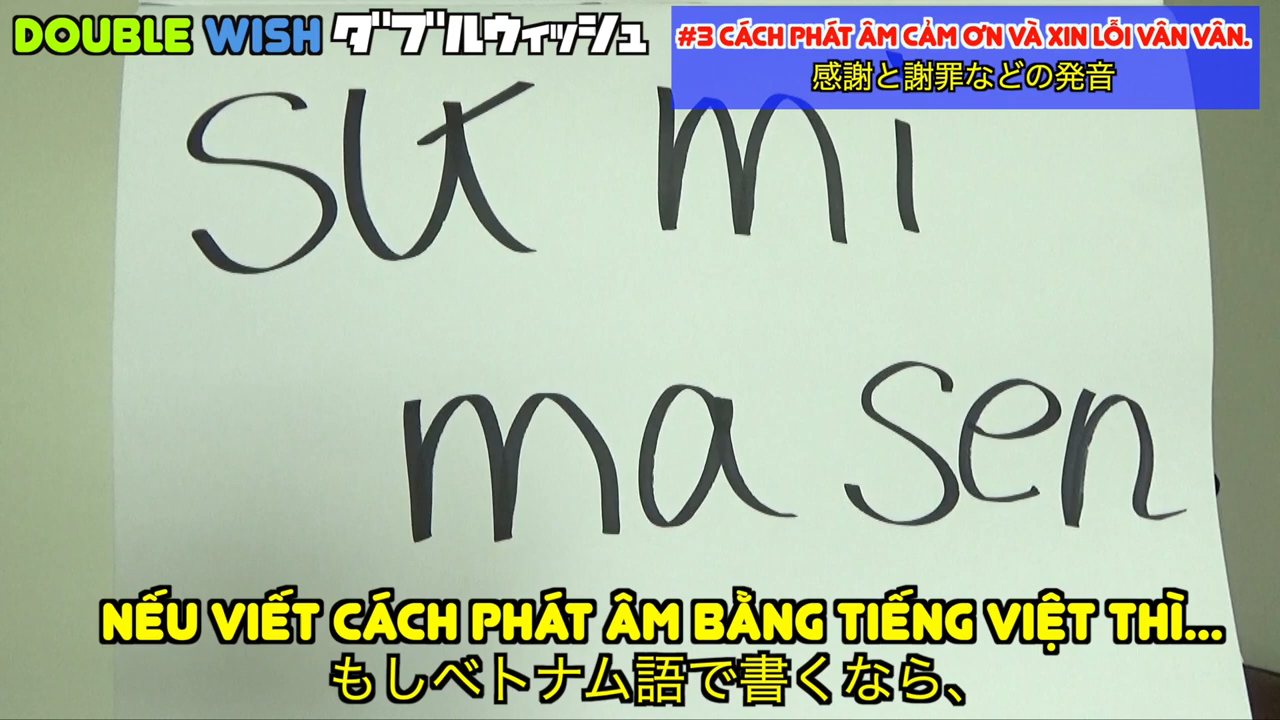 DOUBLE WISH ダブルウィッシュ
#3 CÁCH PHÁT ÂM CẢM ƠN VÀ XIN LỖI VÂN VÂN.
感謝と謝罪などの発音
sư mi
ma sen
NẾU VIẾT CÁCH PHÁT ÂM BẰNG TIẾNG VIỆT THÌ...
もしベトナム語で書くなら、